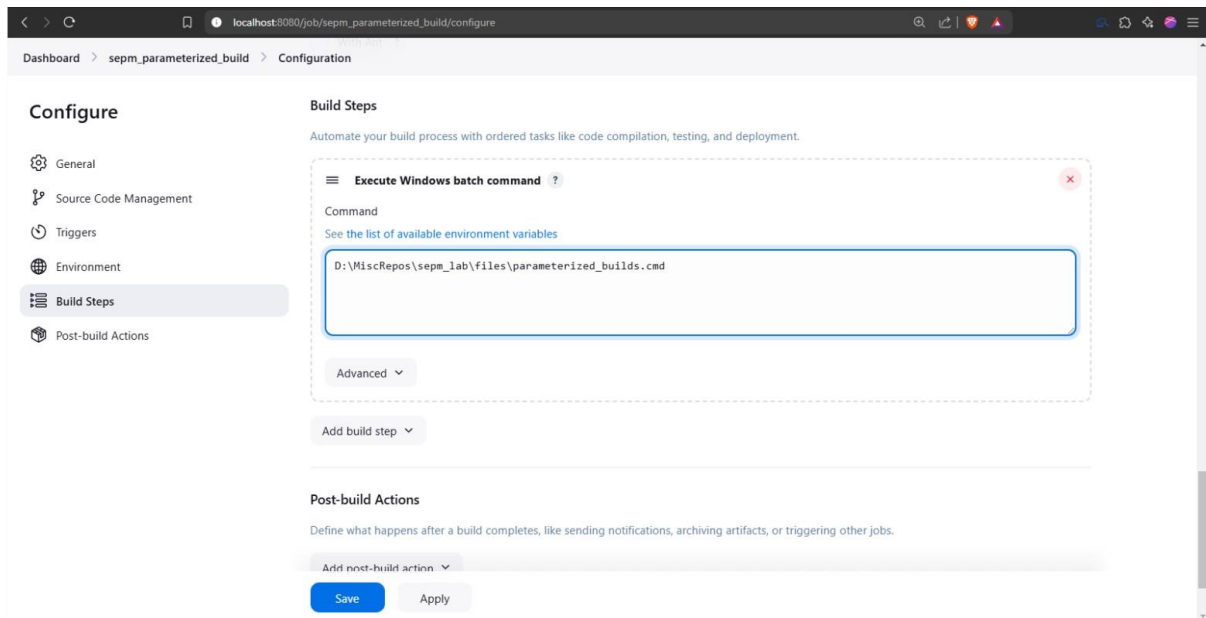 localhost:8080/job/sepm_parameterized_build/configure
With Ant ?
Dashboard > sepm_parameterized_build > Configuration
Configure
General
Source Code Management
Triggers
Environment
Build Steps
Post-build Actions
Build Steps
Automate your build process with ordered tasks like code compilation, testing, and deployment.
Execute Windows batch command ?
Command
See the list of available environment variables
D:\MiscRepos\sepm_lab\files\parameterized_builds.cmd
Advanced
Add build step
Post-build Actions
Define what happens after a build completes, like sending notifications, archiving artifacts, or triggering other jobs.
Add post-build action
Save Apply